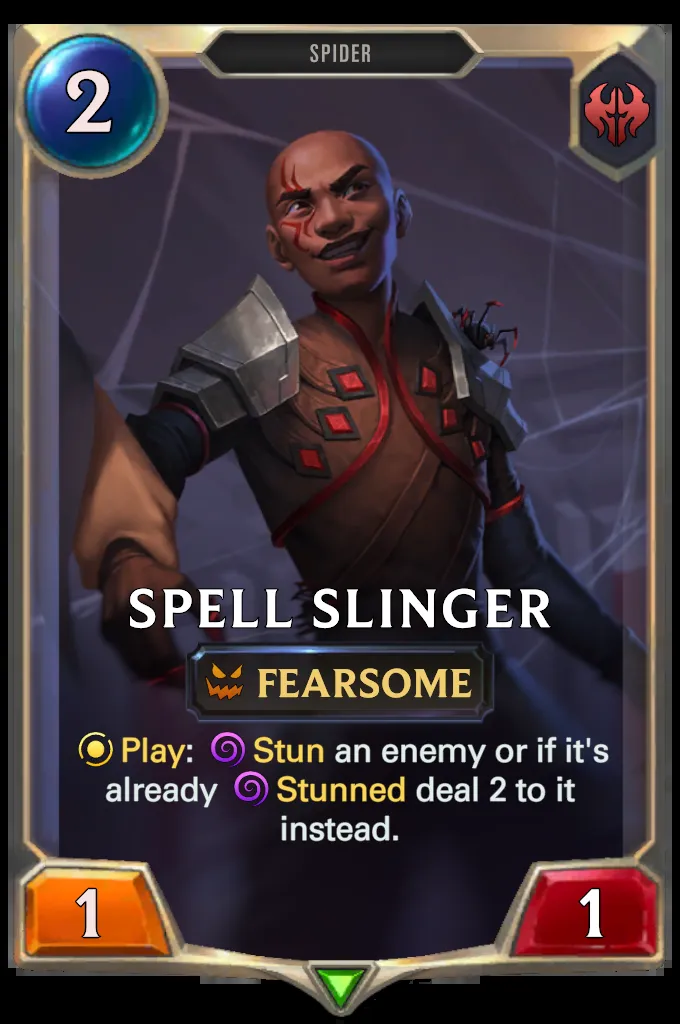 SPIDER
2
SPELL SLINGER
FEARSOME
Play: Stun an enemy or if it's
already Stunned deal 2 to it
instead.
1
1